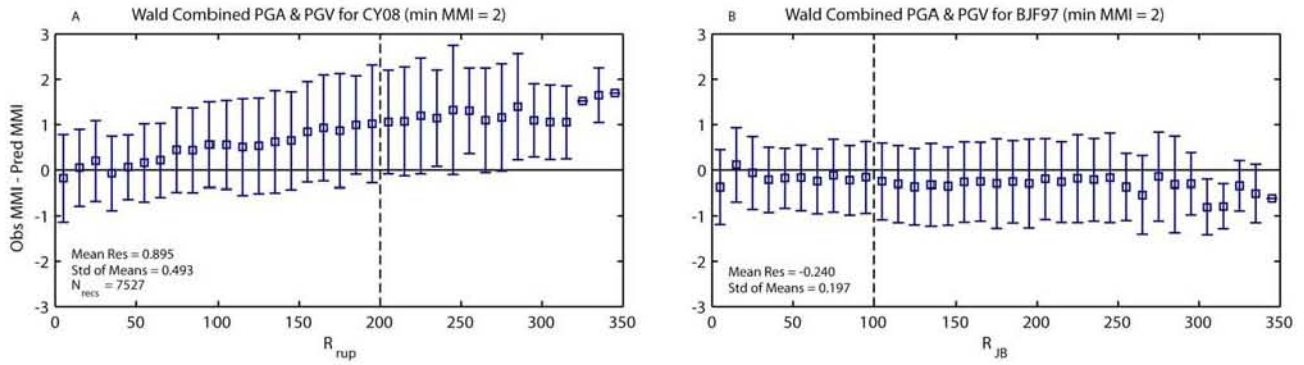 A Wald Combined PGA & PGV for CY08 (min MMI = 2)
Obs MMI - Pred MMI
3
2
1
0
-1
-2
-3
Mean Res = 0.895
Std of Means = 0.493
N recs = 7527
0 50 100 150 200 250 300 350
R rup
B Wald Combined PGA & PGV for BJF97 (min MMI = 2)
3
2
1
0
-1
-2
-3
Mean Res = -0.240
Std of Means = 0.197
0 50 100 150 200 250 300 350
R JB